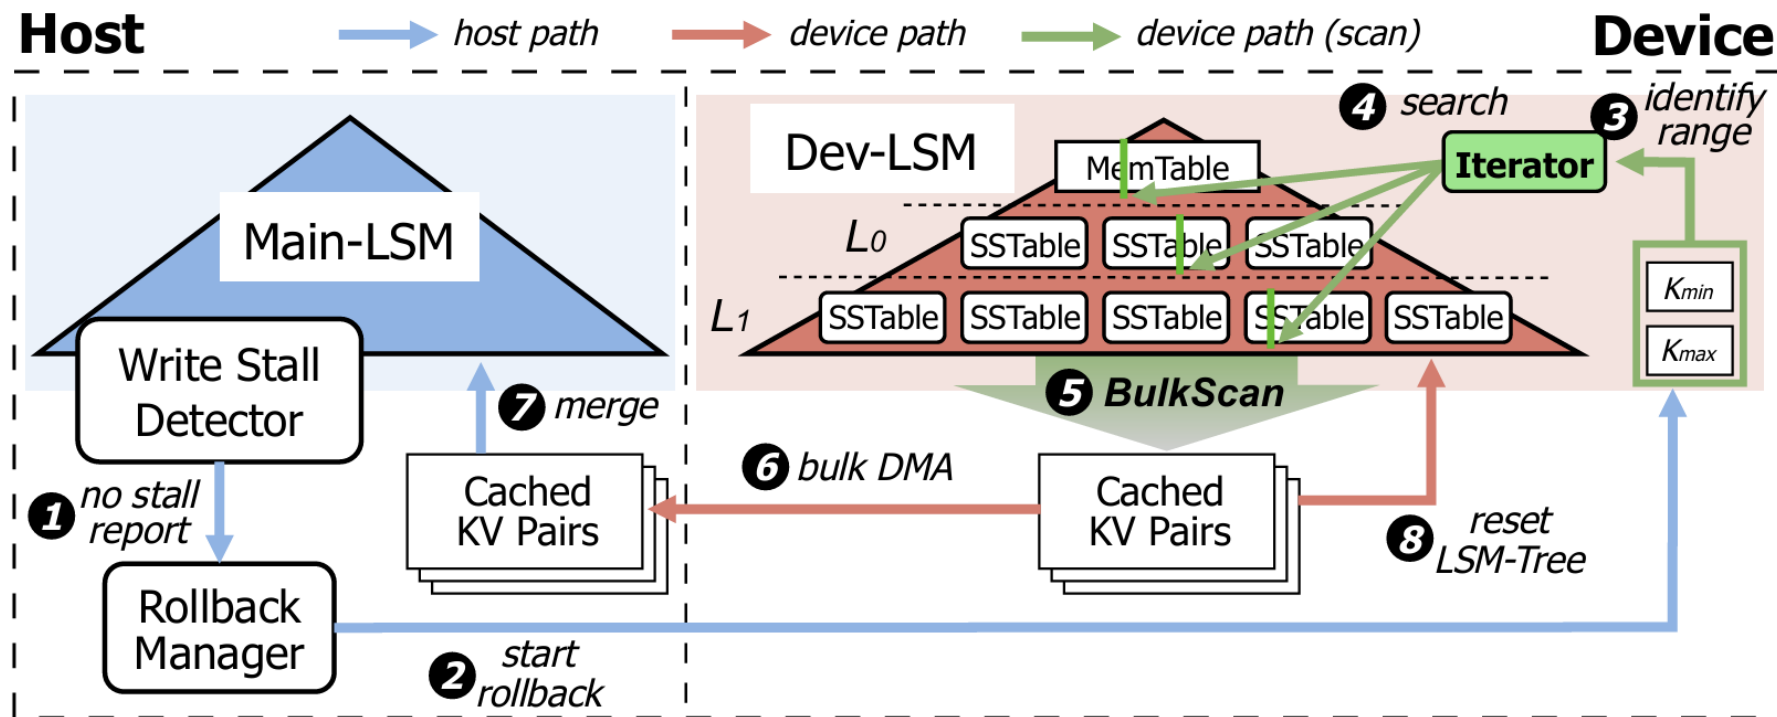 Host
host path
device path
device path (scan)
Device
Main-LSM
Write Stall
Detector
1
no stall
report
Rollback
Manager
2
start
rollback
7
merge
Cached
KV Pairs
6
bulk DMA
Dev-LSM
MemTable
4
search
3
identify
range
Iterator
L0
SSTable
SSTable
SSTable
L1
SSTable
SSTable
SSTable
SSTable
SSTable
Kmin
Kmax
5
BulkScan
Cached
KV Pairs
8
reset
LSM-Tree